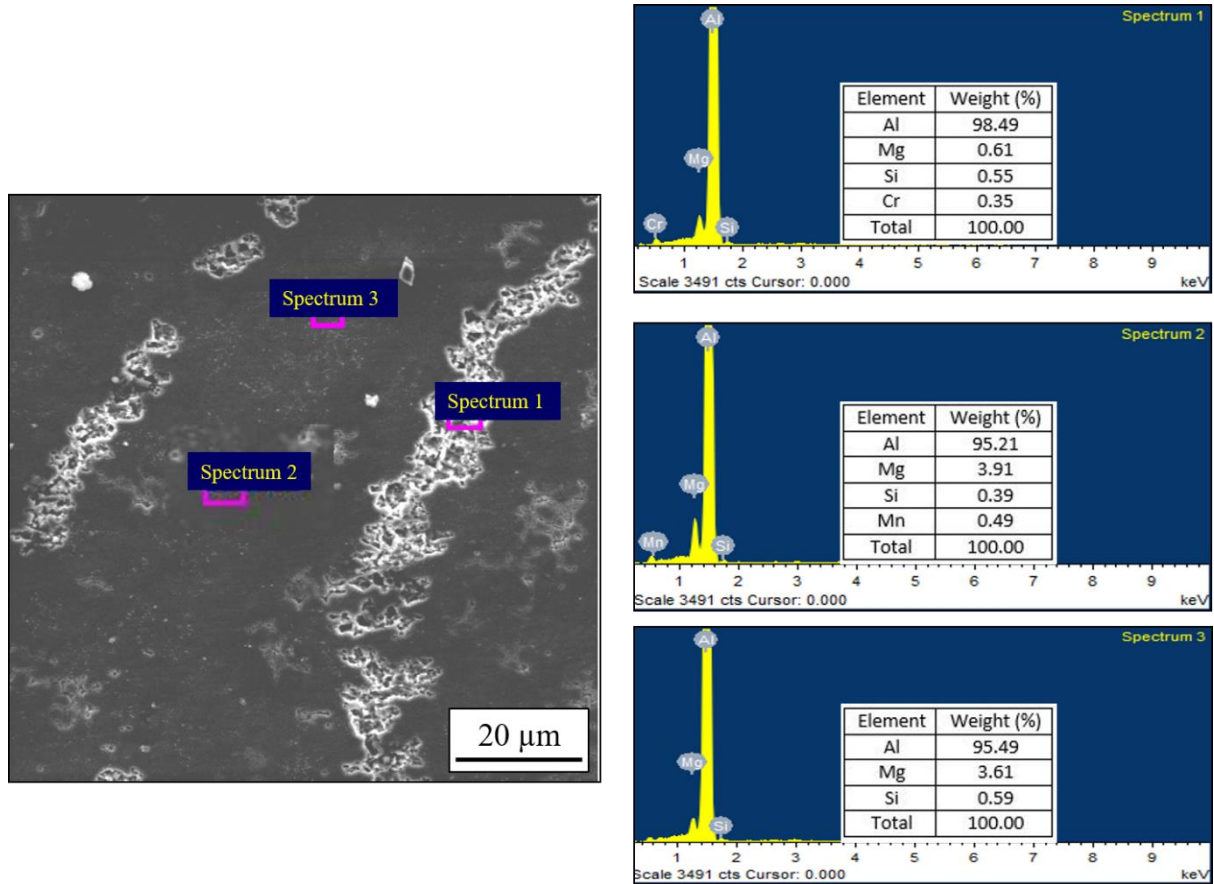 Spectrum 3
Spectrum 1
Spectrum 2
20 µm
Spectrum 1
Al
Mg
Cr
Si
Element Weight (%)
Al 98.49
Mg 0.61
Si 0.55
Cr 0.35
Total 100.00
1 2 3 4 5 6 7 8 9
Scale 3491 cts Cursor: 0.000 keV
Spectrum 2
Al
Mg
Mn
Si
Element Weight (%)
Al 95.21
Mg 3.91
Si 0.39
Mn 0.49
Total 100.00
1 2 3 4 5 6 7 8 9
Scale 3491 cts Cursor: 0.000 keV
Spectrum 3
Al
Mg
Si
Element Weight (%)
Al 95.49
Mg 3.61
Si 0.59
Total 100.00
1 2 3 4 5 6 7 8 9
Scale 3491 cts Cursor: 0.000 keV